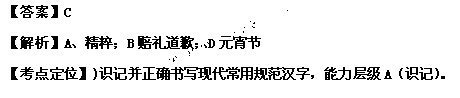 【答案】C
【解析】A、精粹；B赔礼道歉；D元宵节
【考点定位】)识记并正确书写现代常用规范汉字，能力层级A（识记）。